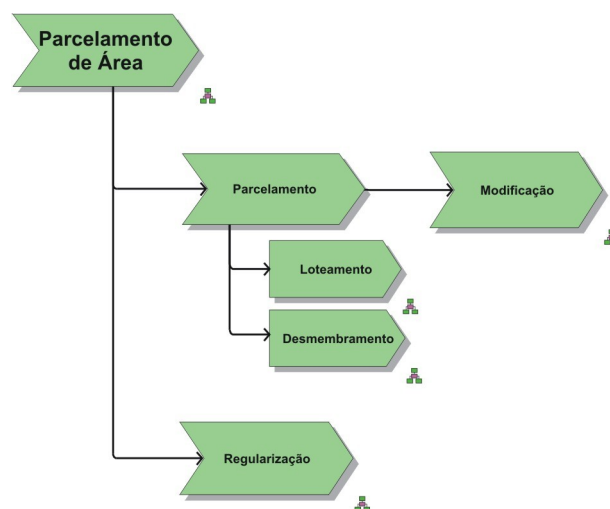 Parcelamento
de Área
Parcelamento
Modificação
Loteamento
Desmembramento
Regularização